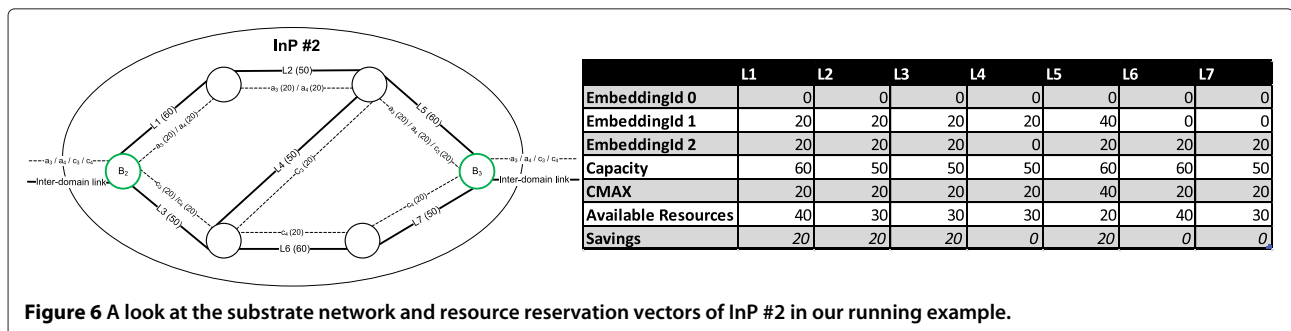 InP #2
L2 (50)
a₃ (20) / a₄ (20)
L1 (60)
a₃ (20) / a₄ (20)
L5 (60)
a₃ (20) / a₄ (20) / c₃ (20)
L4 (50)
C₃ (20)
a₃ / a₄ / c₃ / c₄
Inter-domain link
B₂
B₃
a₃ / a₄ / c₃ / c₄
Inter-domain link
c₃ (20) /c₄ (20)
L3 (50)
c₄ (20)
L7 (50)
c₄ (20)
L6 (60)
L1 L2 L3 L4 L5 L6 L7
EmbeddingId 0 0 0 0 0 0 0 0
EmbeddingId 1 20 20 20 20 40 0 0
EmbeddingId 2 20 20 20 0 20 20 20
Capacity 60 50 50 50 60 60 50
CMAX 20 20 20 20 40 20 20
Available Resources 40 30 30 30 20 40 30
Savings 20 20 20 0 20 0 0
Figure 6 A look at the substrate network and resource reservation vectors of InP #2 in our running example.